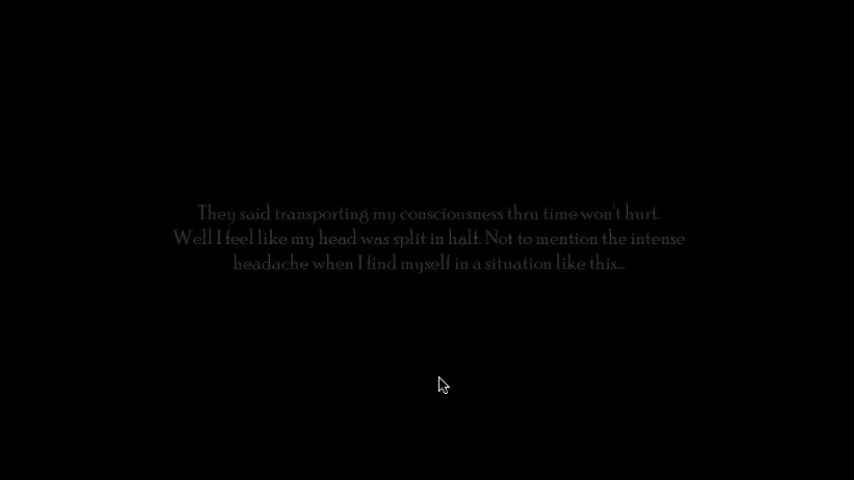 They said transporting my consciousness thru time won't hurt.
Well I feel like my head was split in half. Not to mention the intense
headache when I find myself in a situation like this...